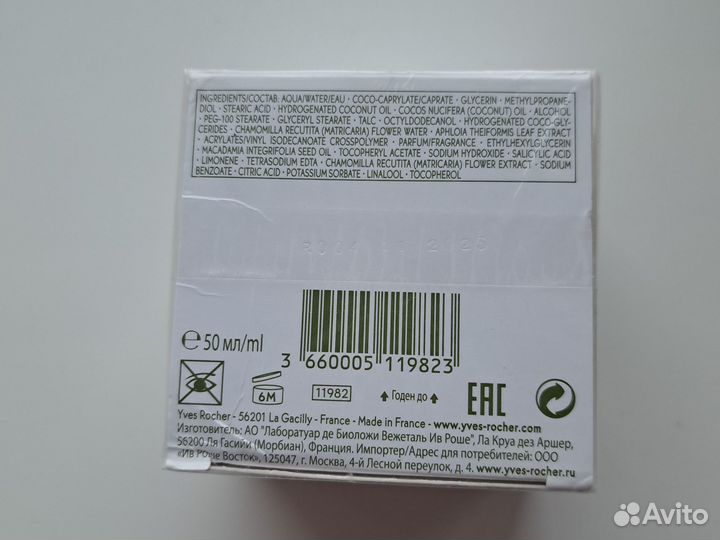 INGREDIENTS/СОСТАВ. AQUA/WATER/EAU · COCO-CAPRYLATE/CAPRATE · GLYCERIN · METHYLPROPANE-
DIOL · STEARIC ACID · HYDROGENATED COCONUT OIL · COCOS NUCIFERA (COCONUT) OIL · ALCOHOL
· PEG-100 STEARATE · GLYCERYL STEARATE · TALC · OCTYLDODECANOL · HYDROGENATED COCO-GLY-
CERIDES · CHAMOMILLA RECUTITA (MATRICARIA) FLOWER WATER · APHLOIA THEIFORMIS LEAF EXTRACT
· ACRYLATES/VINYL ISODECANOATE CROSSPOLYMER · PARFUM/FRAGRANCE · ETHYLHEXYLGLYCERIN
· MACADAMIA INTEGRIFOLIA SEED OIL · TOCOPHERYL ACETATE · SODIUM HYDROXIDE · SALICYLIC ACID
· LIMONENE · TETRASODIUM EDTA · CHAMOMILLA RECUTITA (MATRICARIA) FLOWER EXTRACT · SODIUM
BENZOATE · CITRIC ACID · POTASSIUM SORBATE · LINALOOL · TOCOPHEROL
2025
℮ 50 мл/ml
3 660005 119823
6M
11982
Годен до
EAC
Yves Rocher - 56201 La Gacilly - France - Made in France - www.yves-rocher.com
Изготовитель: АО "Лаборатуар де Биоложи Вежеталь Ив Роше", Ла Круа дез Аршер,
56200 Ля Гасийи (Морбиан), Франция. Импортер/Адрес для потребителей: ООО
«Ив Роше Восток", 125047, г. Москва, 4-й Лесной переулок, д. 4. www.yves-rocher.ru
Avito